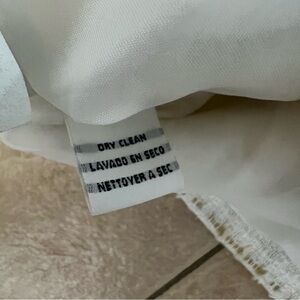 DRY CLEAN
LAVADO EN SECO
NETTOYER A SEC